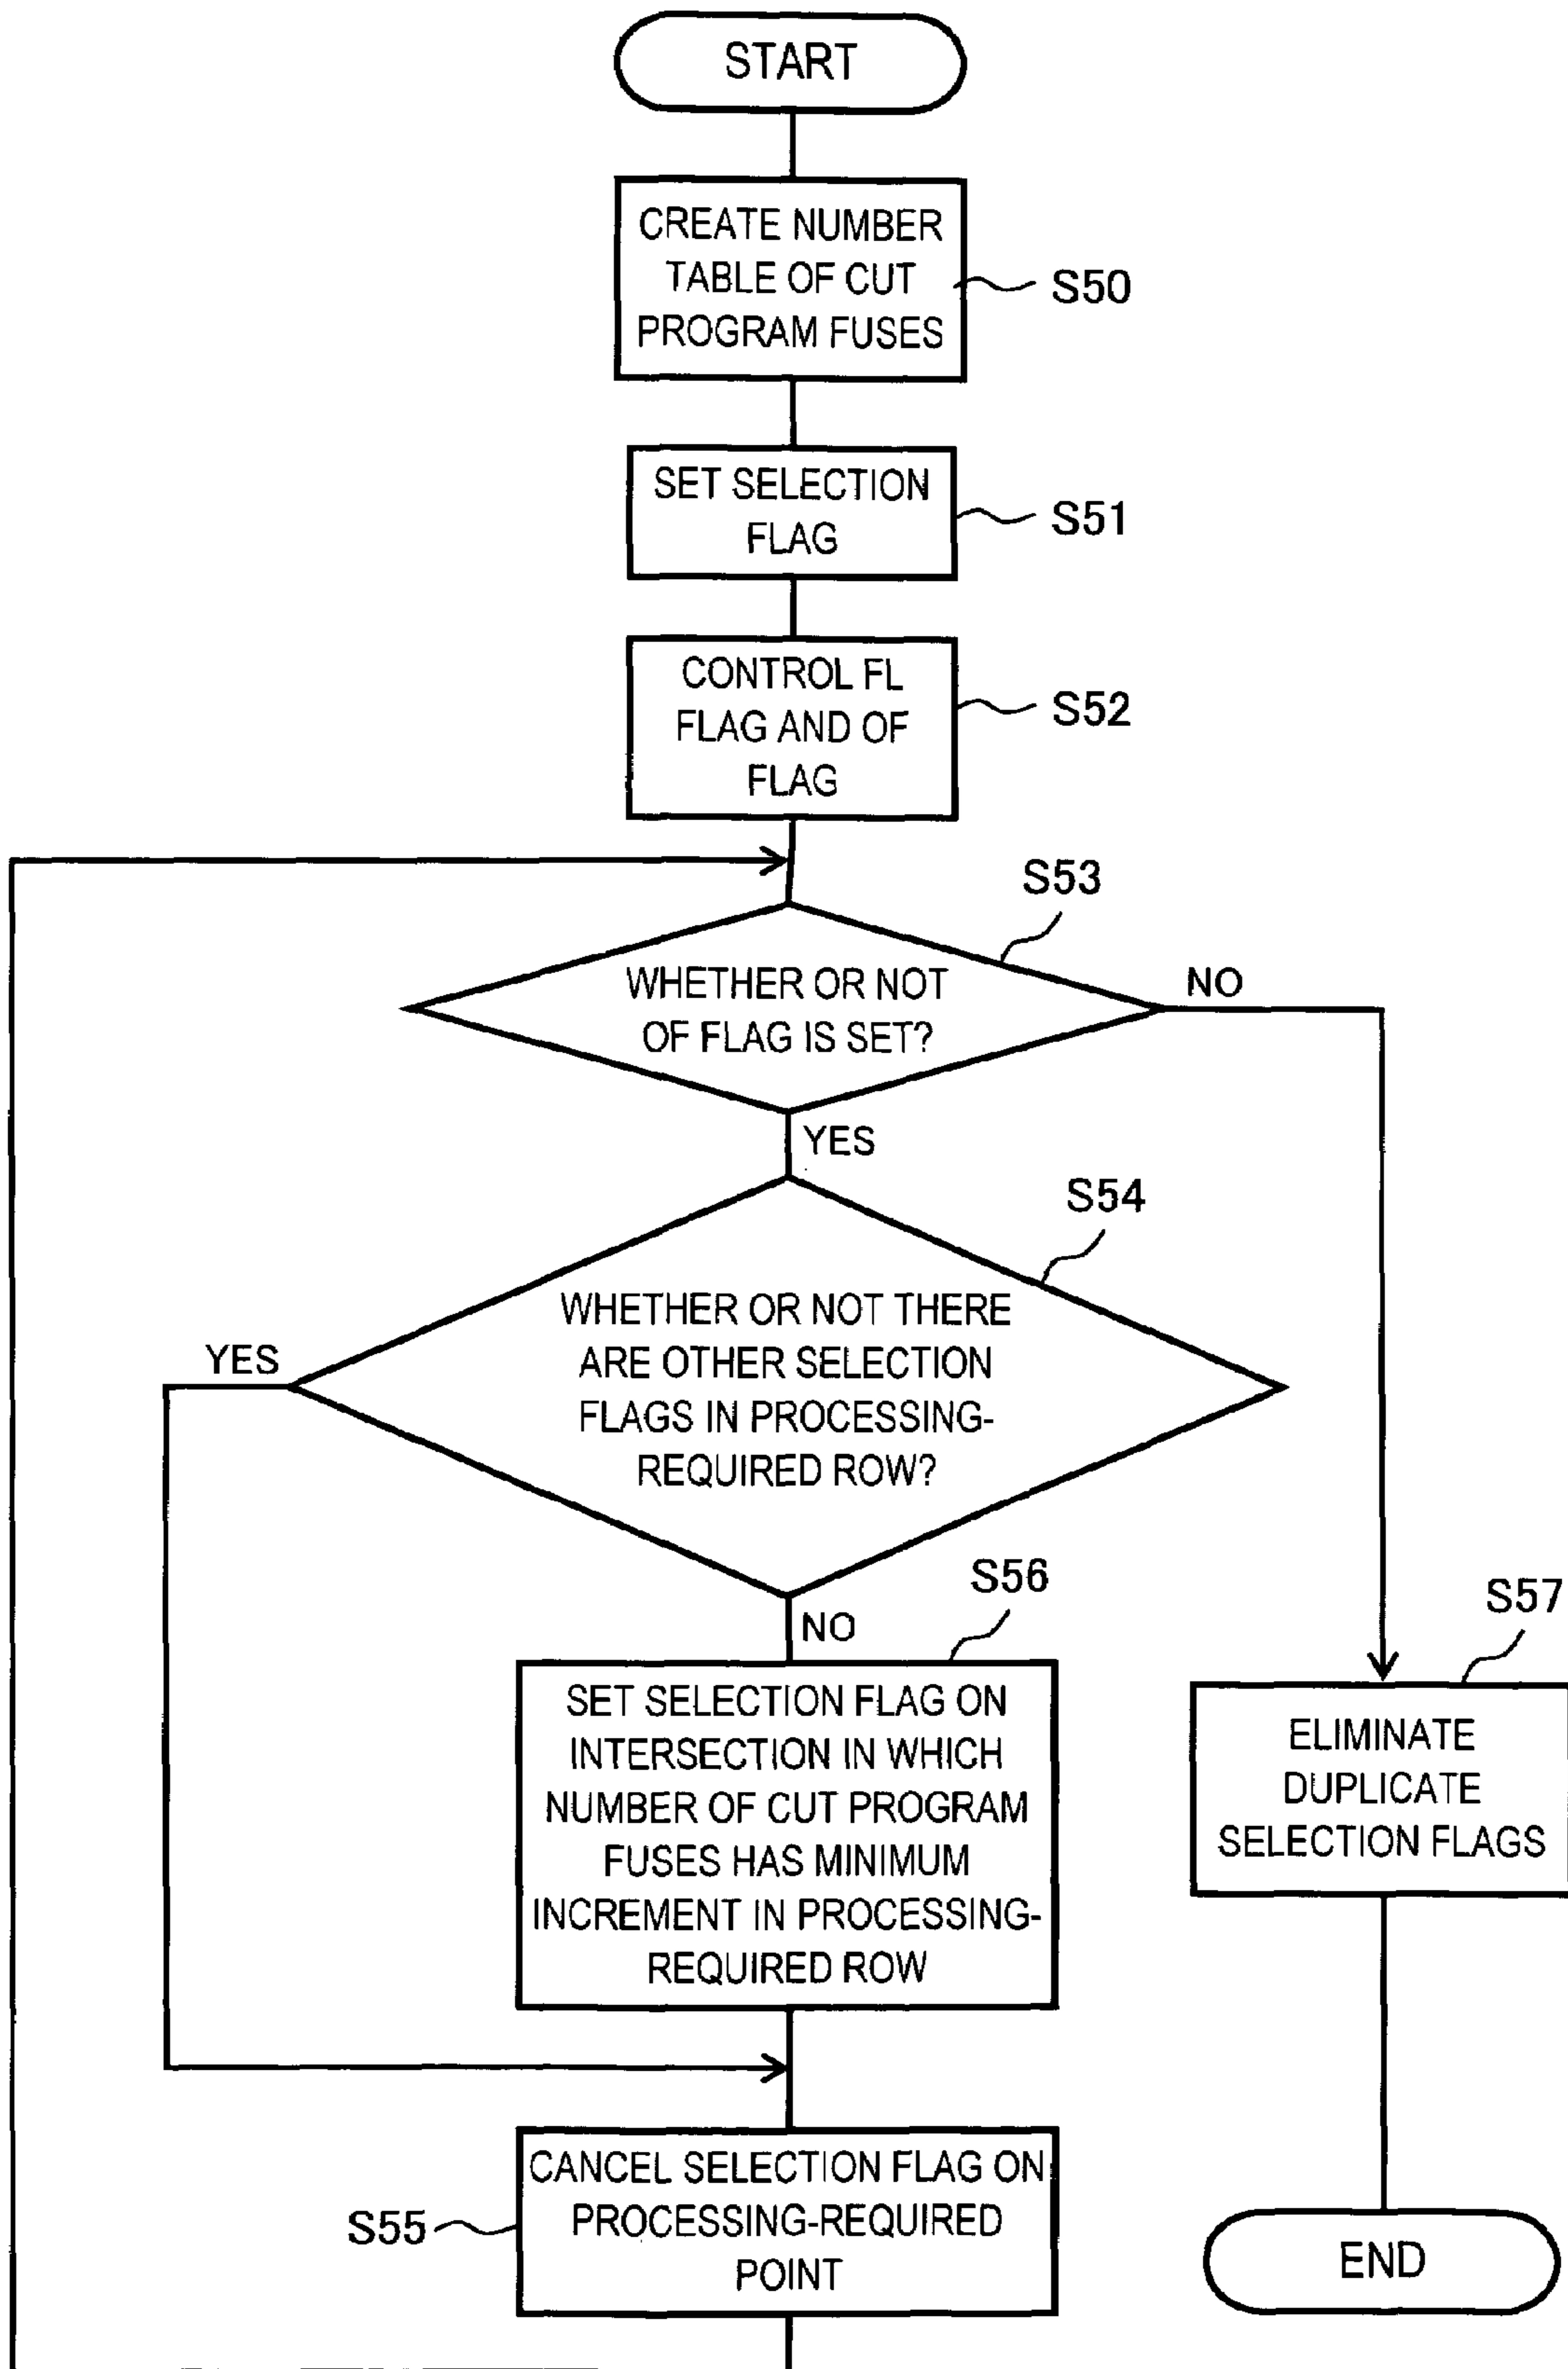 START
CREATE NUMBER
TABLE OF CUT
PROGRAM FUSES
S50
SET SELECTION
FLAG
S51
CONTROL FL
FLAG AND OF
FLAG
S52
S53
WHETHER OR NOT
OF FLAG IS SET?
NO
YES
S54
WHETHER OR NOT THERE
ARE OTHER SELECTION
FLAGS IN PROCESSING-
REQUIRED ROW?
YES
NO
S56
SET SELECTION FLAG ON
INTERSECTION IN WHICH
NUMBER OF CUT PROGRAM
FUSES HAS MINIMUM
INCREMENT IN PROCESSING-
REQUIRED ROW
S57
ELIMINATE
DUPLICATE
SELECTION FLAGS
CANCEL SELECTION FLAG ON
PROCESSING-REQUIRED
POINT
S55
END